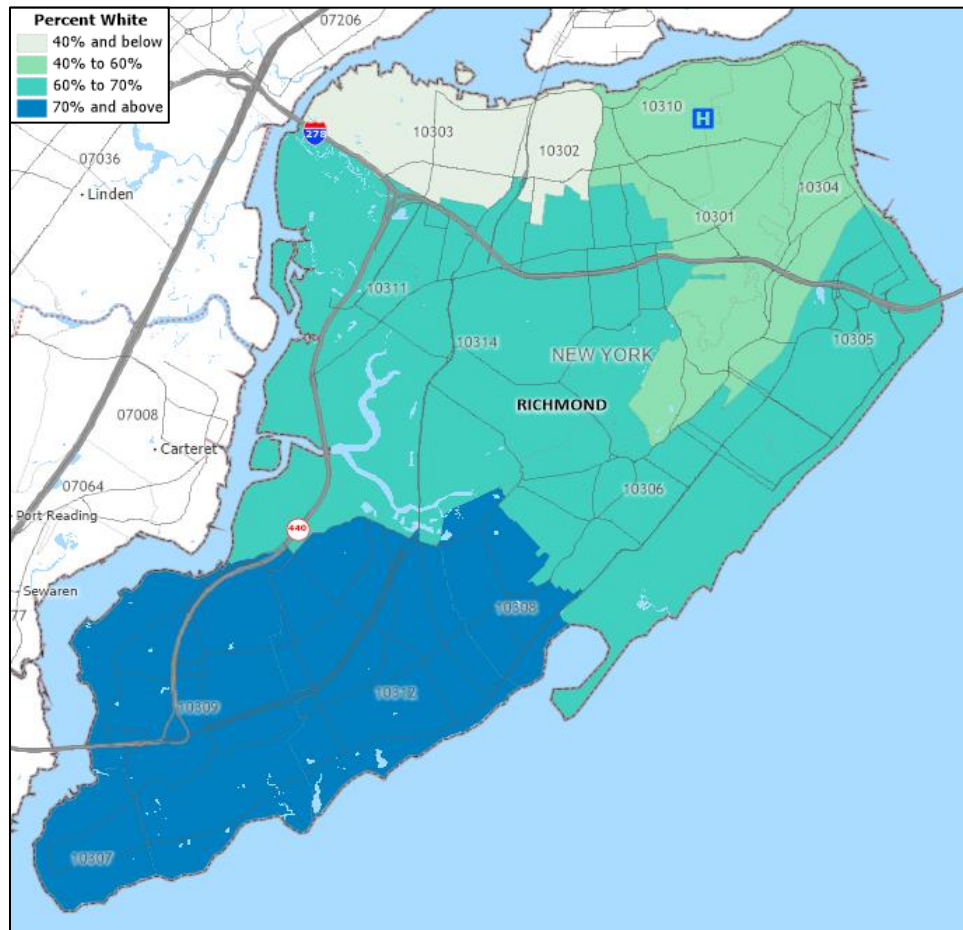 Percent White
40% and below
40% to 60%
60% to 70%
70% and above
07206
278
10303
10302
10310
H
07036
Linden
10304
10301
10311
10314
NEW YORK
10305
RICHMOND
07008
Carteret
07064
10306
Port Reading
440
Sewaren
77
10308
10312
10309
10307